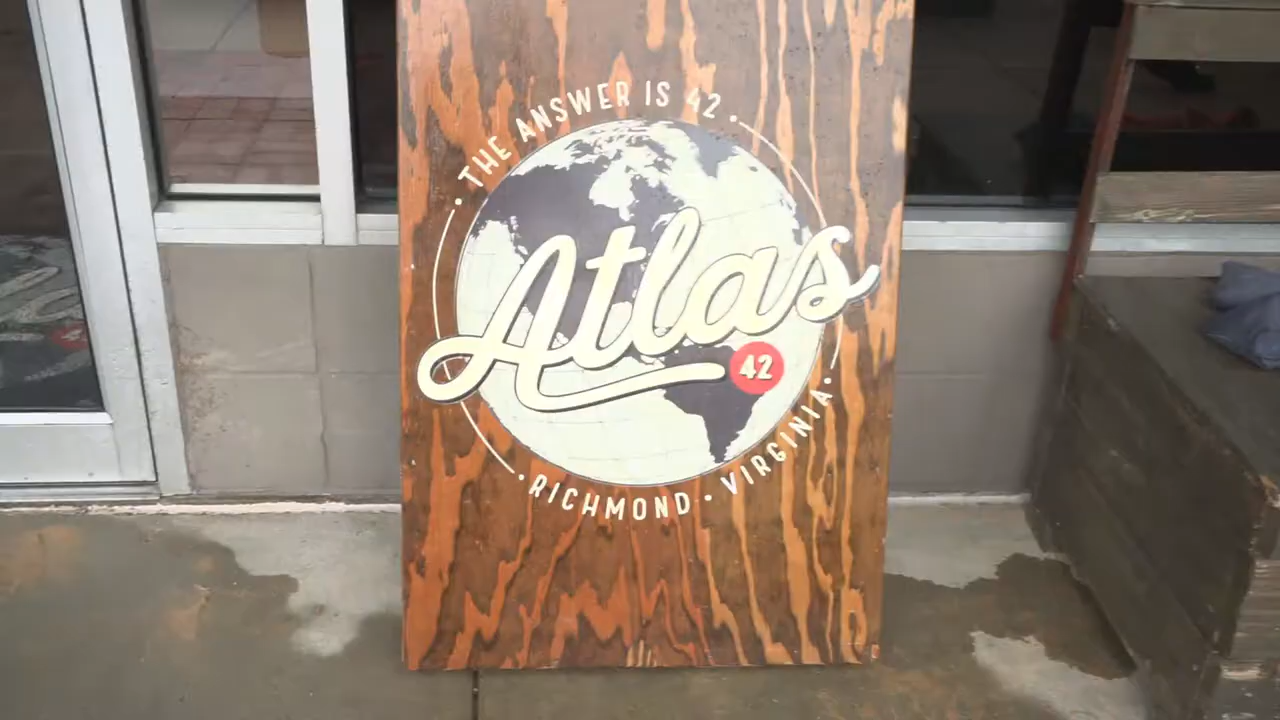 THE ANSWER IS 42
Atlas
42
RICHMOND · VIRGINIA